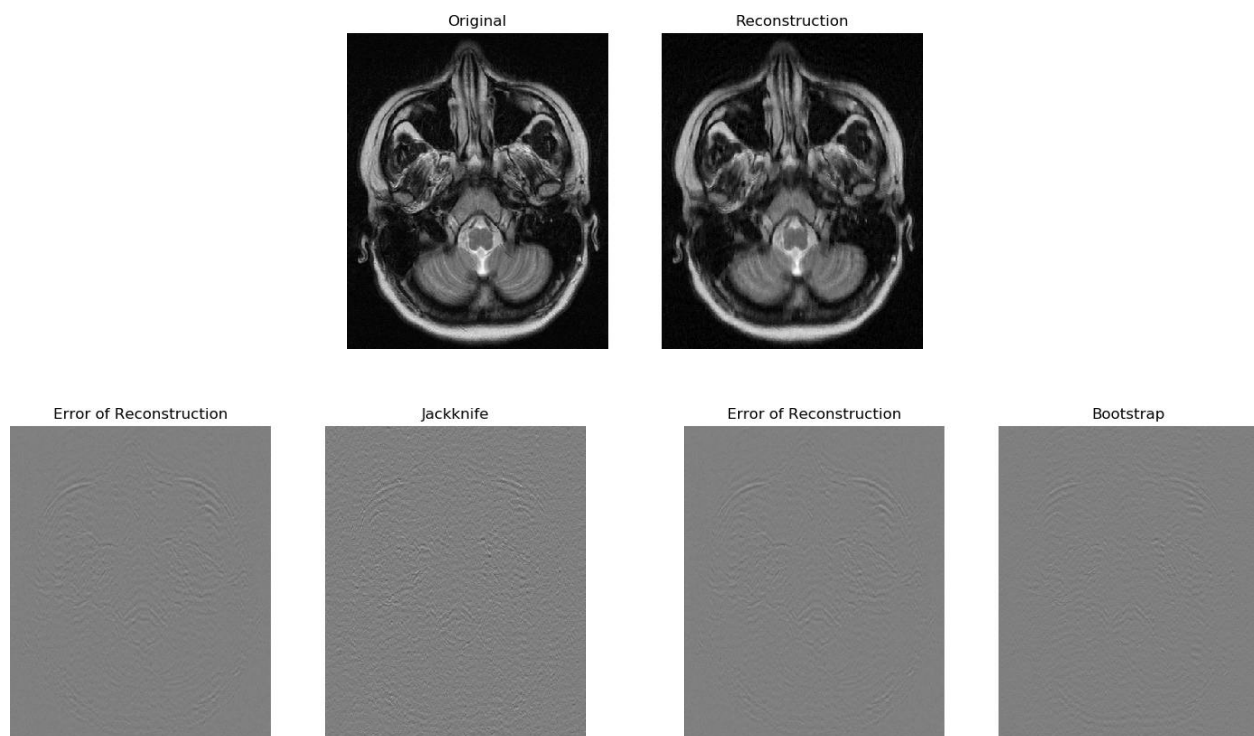 Original
Reconstruction
Error of Reconstruction
Jackknife
Error of Reconstruction
Bootstrap